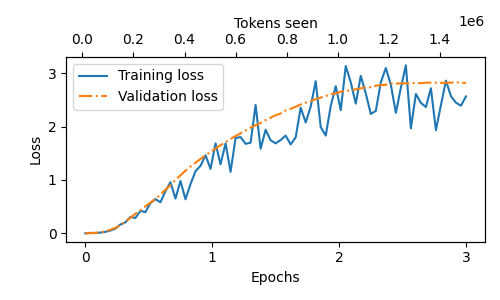 Tokens seen
0.0 0.2 0.4 0.6 0.8 1.0 1.2 1.4 1e6
Training loss
Validation loss
3
2
1
0
Loss
0 1 2 3
Epochs